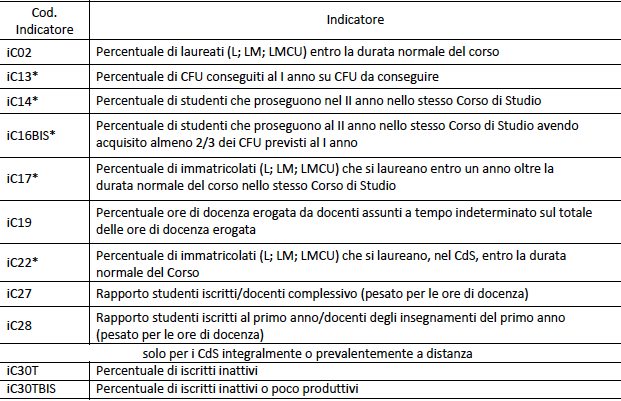 Cod.
Indicatore
Indicatore
iC02 Percentuale di laureati (L; LM; LMCU) entro la durata normale del corso
iC13* Percentuale di CFU conseguiti al I anno su CFU da conseguire
iC14* Percentuale di studenti che proseguono nel II anno nello stesso Corso di Studio
iC16BIS* Percentuale di studenti che proseguono al II anno nello stesso Corso di Studio avendo
acquisito almeno 2/3 dei CFU previsti al I anno
iC17* Percentuale di immatricolati (L; LM; LMCU) che si laureano entro un anno oltre la
durata normale del corso nello stesso Corso di Studio
iC19 Percentuale ore di docenza erogata da docenti assunti a tempo indeterminato sul totale
delle ore di docenza erogata
iC22* Percentuale di immatricolati (L; LM; LMCU) che si laureano, nel CdS, entro la durata
normale del Corso
iC27 Rapporto studenti iscritti/docenti complessivo (pesato per le ore di docenza)
iC28 Rapporto studenti iscritti al primo anno/docenti degli insegnamenti del primo anno
(pesato per le ore di docenza)
solo per i CdS integralmente o prevalentemente a distanza
iC30T Percentuale di iscritti inattivi
iC30TBIS Percentuale di iscritti inattivi o poco produttivi